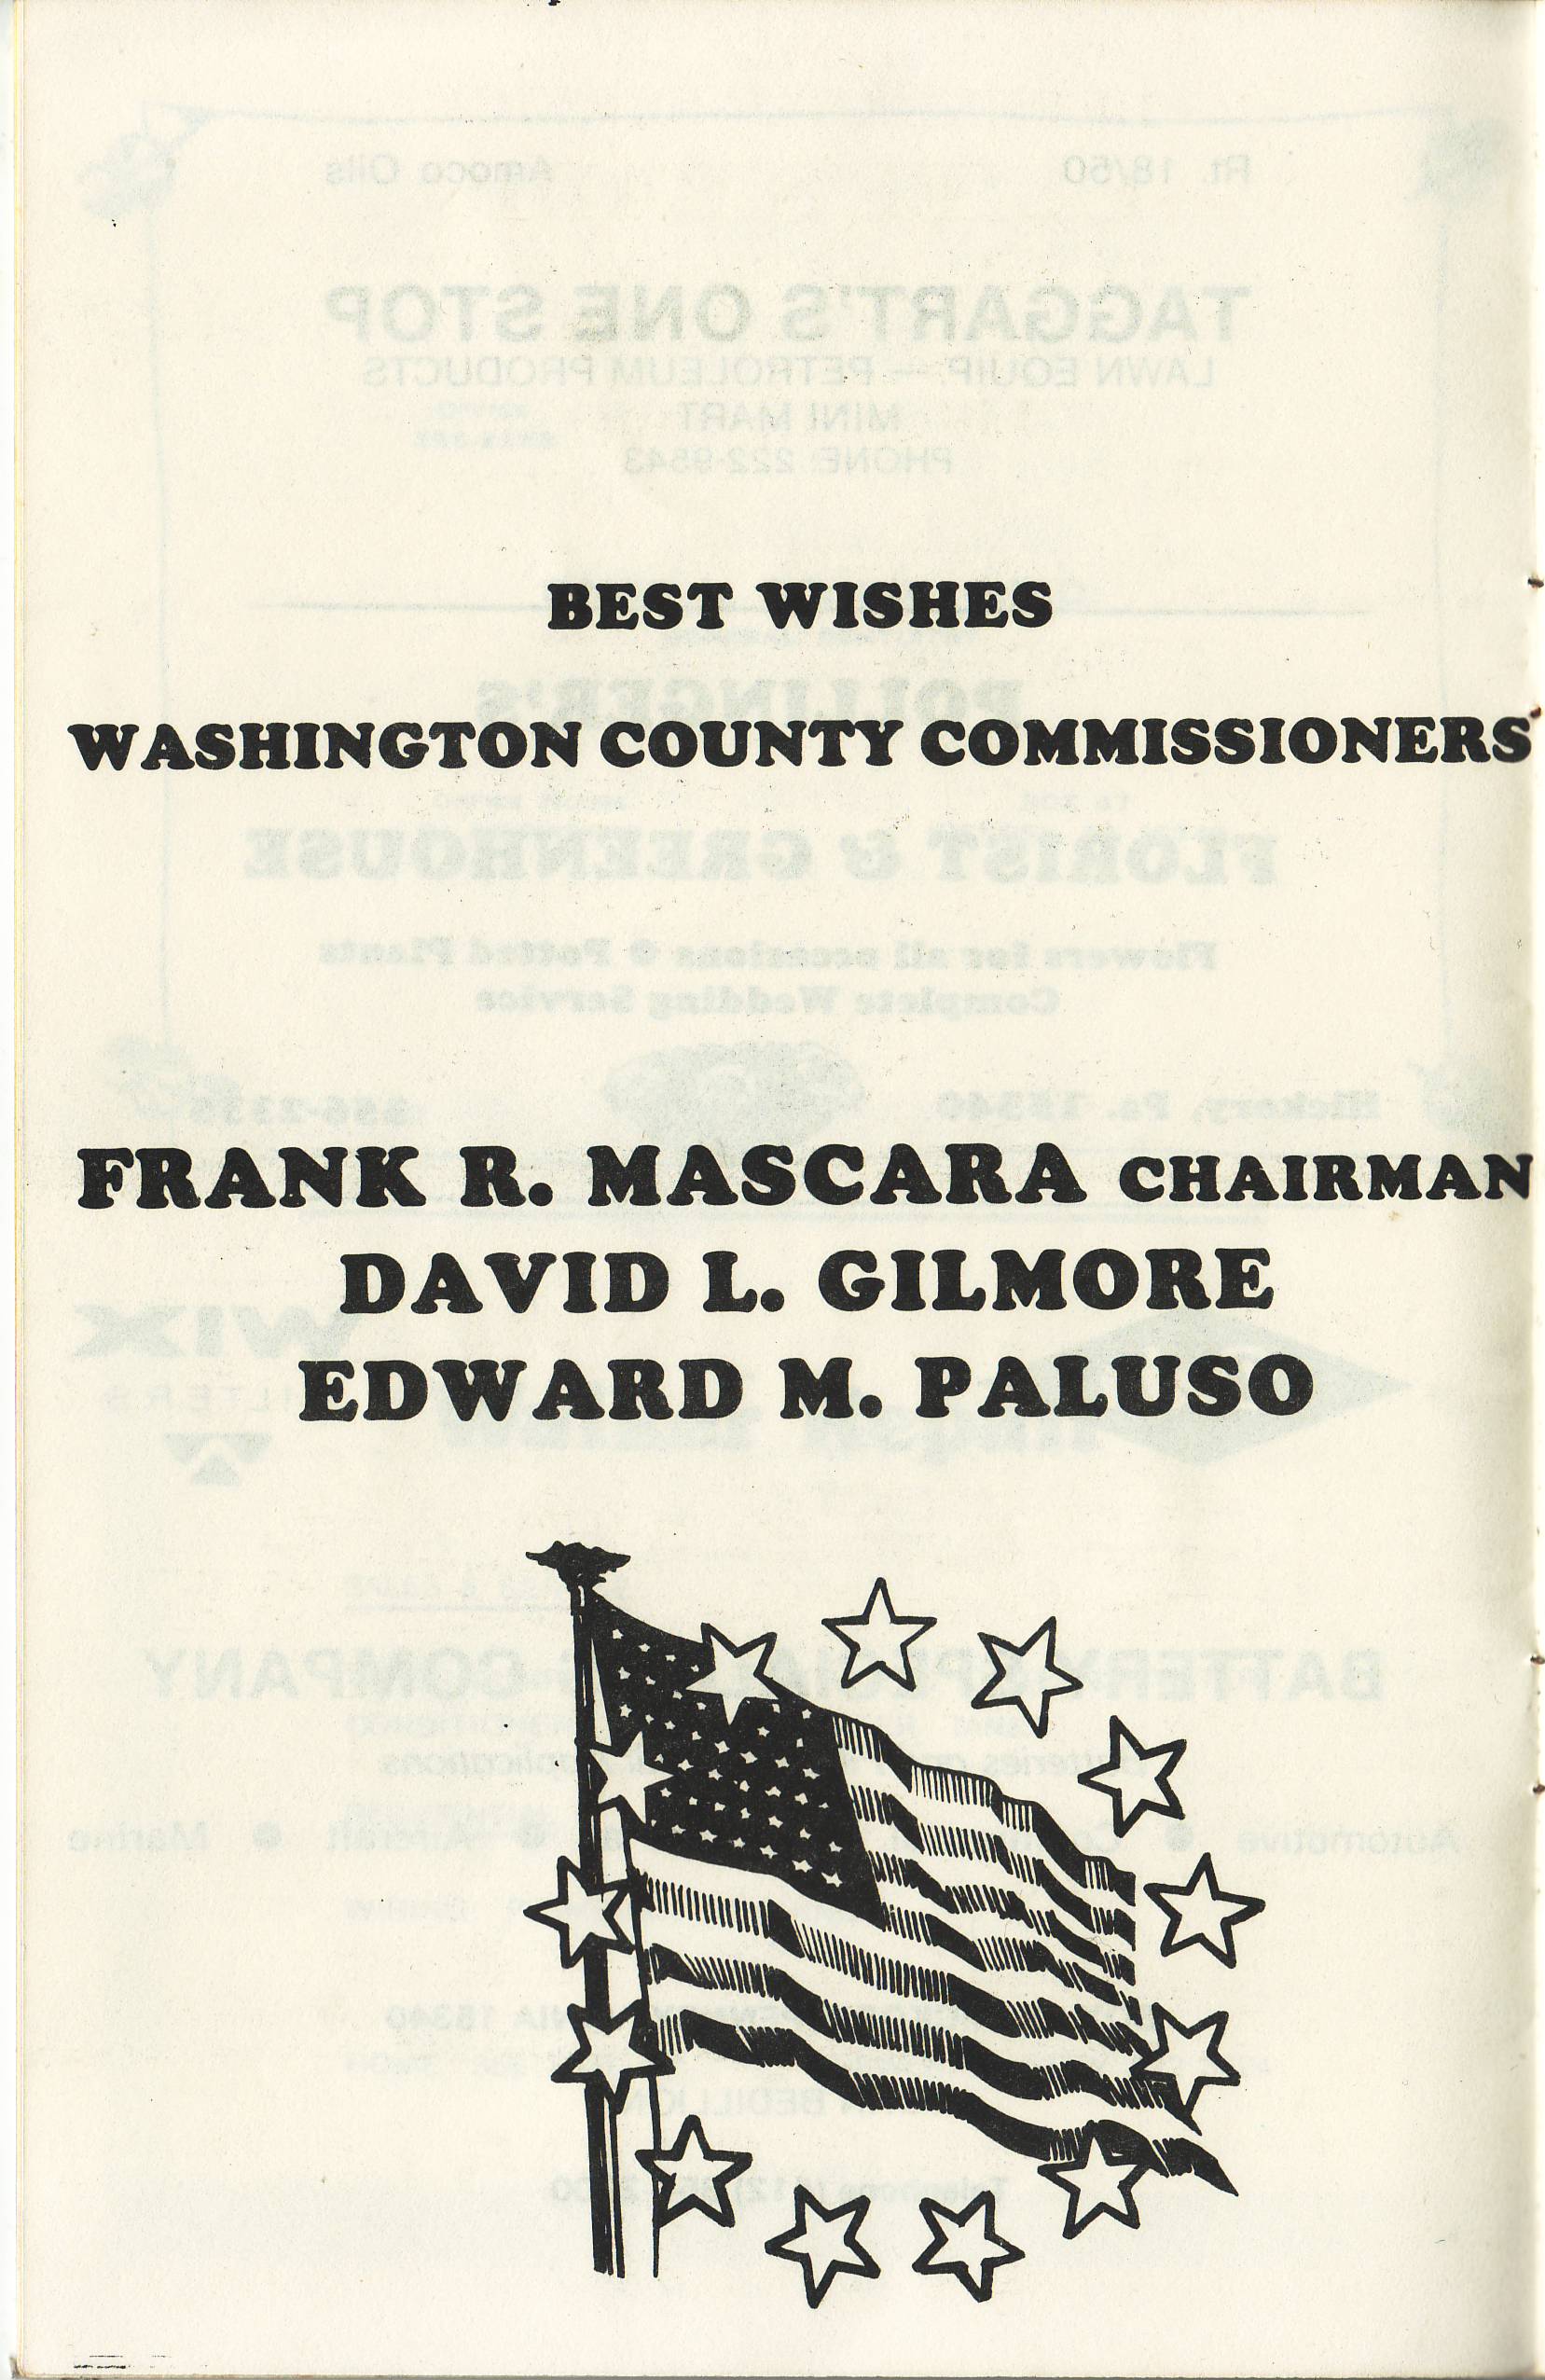 BEST WISHES
WASHINGTON COUNTY COMMISSIONERS
FRANK R. MASCARA CHAIRMAN
DAVID L. GILMORE
EDWARD M. PALUSO